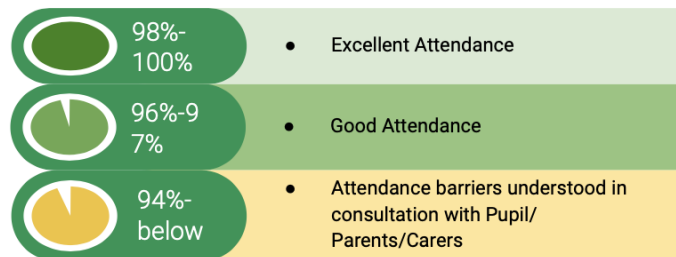 98%-
100%
● Excellent Attendance
96%-9
7%
● Good Attendance
94%-
below
● Attendance barriers understood in
consultation with Pupil/
Parents/Carers